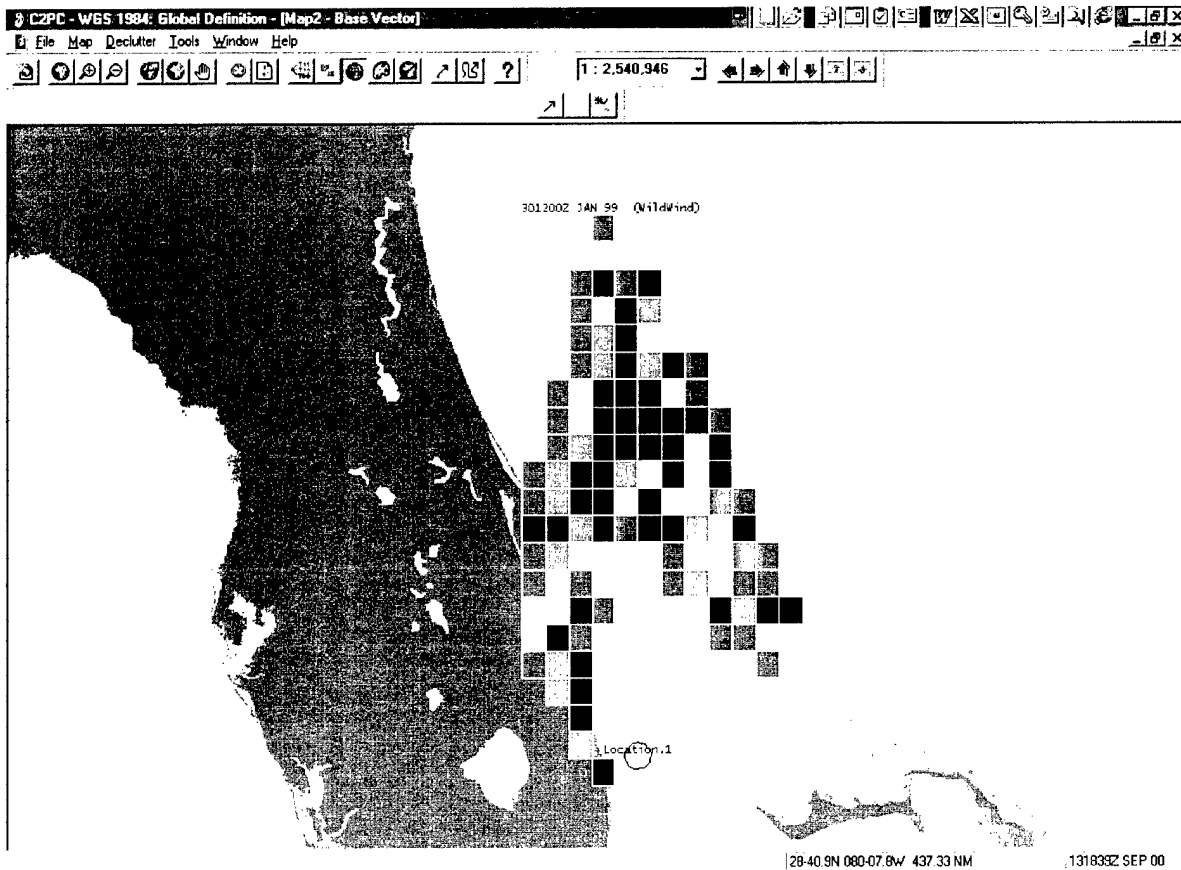 C2PC - WGS 1984: Global Definition - [Map2 - Base Vector]
File Map Declutter Tools Window Help
1 : 2,540,946
301200Z JAN 99 (WildWind)
Location.1
28-40.9N 080-07.8W 437.33 NM
131839Z SEP 00